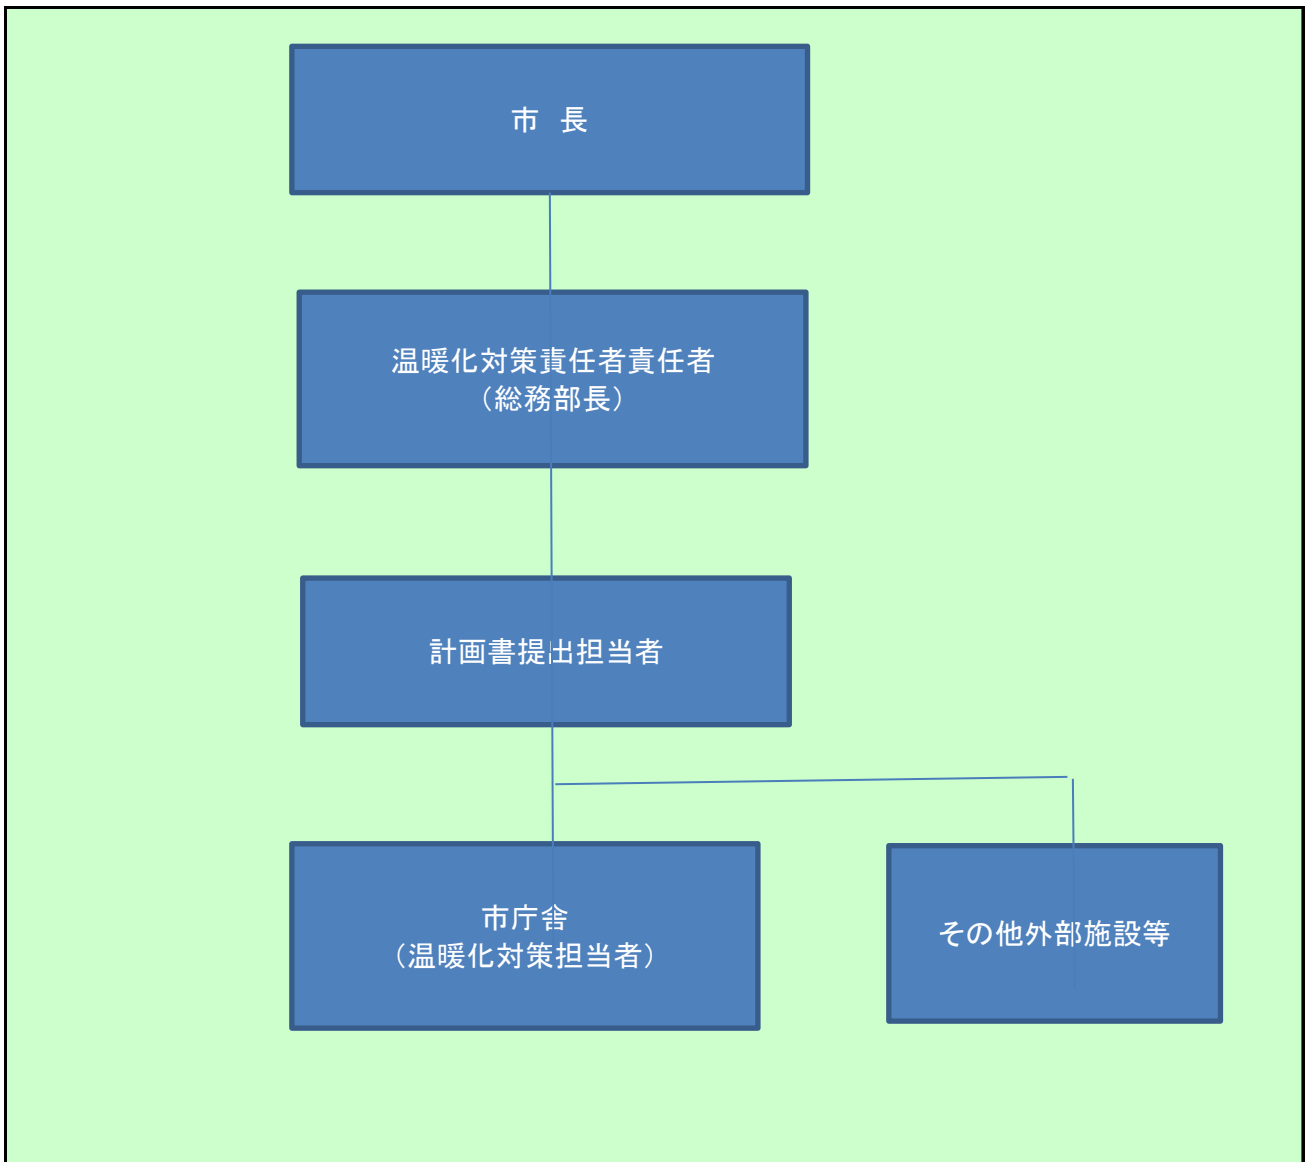 市　長
温暖化対策責任者責任者
（総務部長）
計画書提出担当者
市庁舎
（温暖化対策担当者）
その他外部施設等